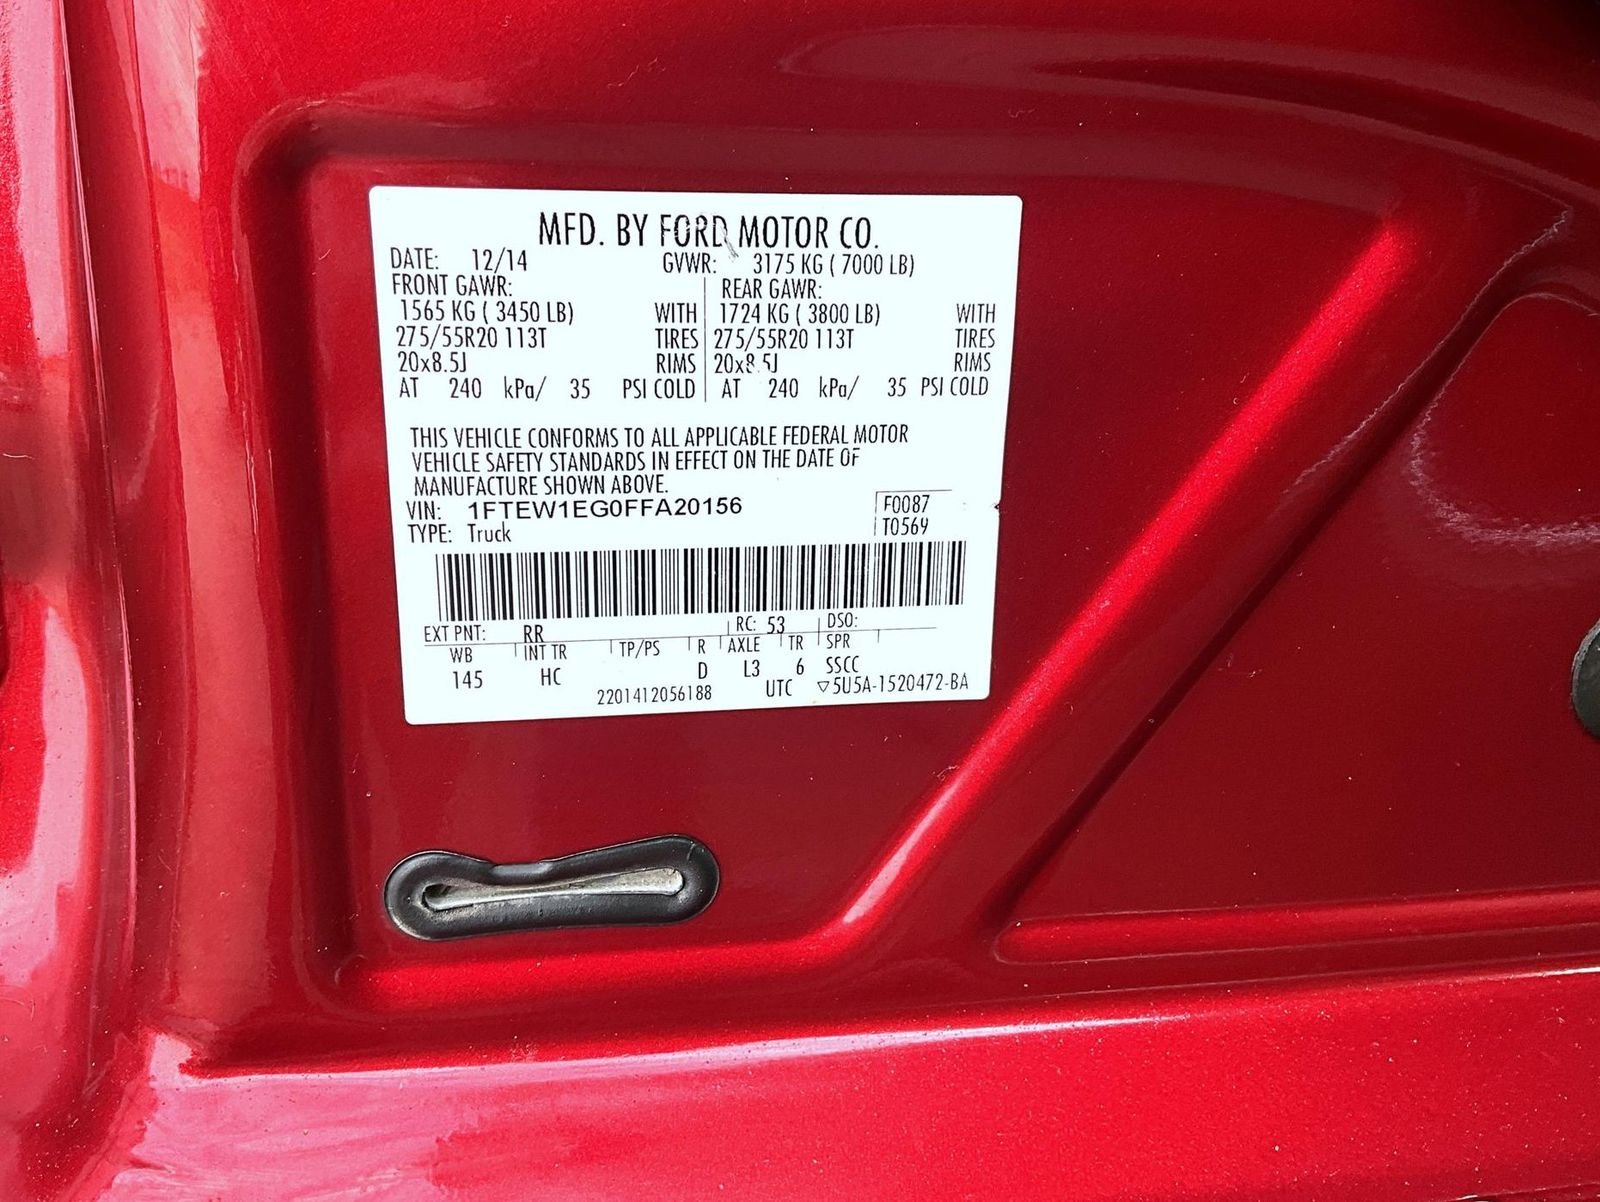 MFD. BY FORD MOTOR CO.
DATE: 12/14 GVWR: 3175 KG ( 7000 LB)
FRONT GAWR: REAR GAWR:
1565 KG ( 3450 LB) WITH 1724 KG ( 3800 LB) WITH
275/55R20 113T TIRES 275/55R20 113T TIRES
20x8.5J RIMS 20x8.5J RIMS
AT 240 kPa/ 35 PSI COLD AT 240 kPa/ 35 PSI COLD
THIS VEHICLE CONFORMS TO ALL APPLICABLE FEDERAL MOTOR
VEHICLE SAFETY STANDARDS IN EFFECT ON THE DATE OF
MANUFACTURE SHOWN ABOVE.
VIN: 1FTEW1EG0FFA20156 F0087
TYPE: Truck T0569
EXT PNT: RR RC: 53 DSO:
WB INT TR TP/PS R AXLE TR SPR
145 HC D L3 6 SSCC
2201412056188 UTC ▽5U5A-1520472-BA